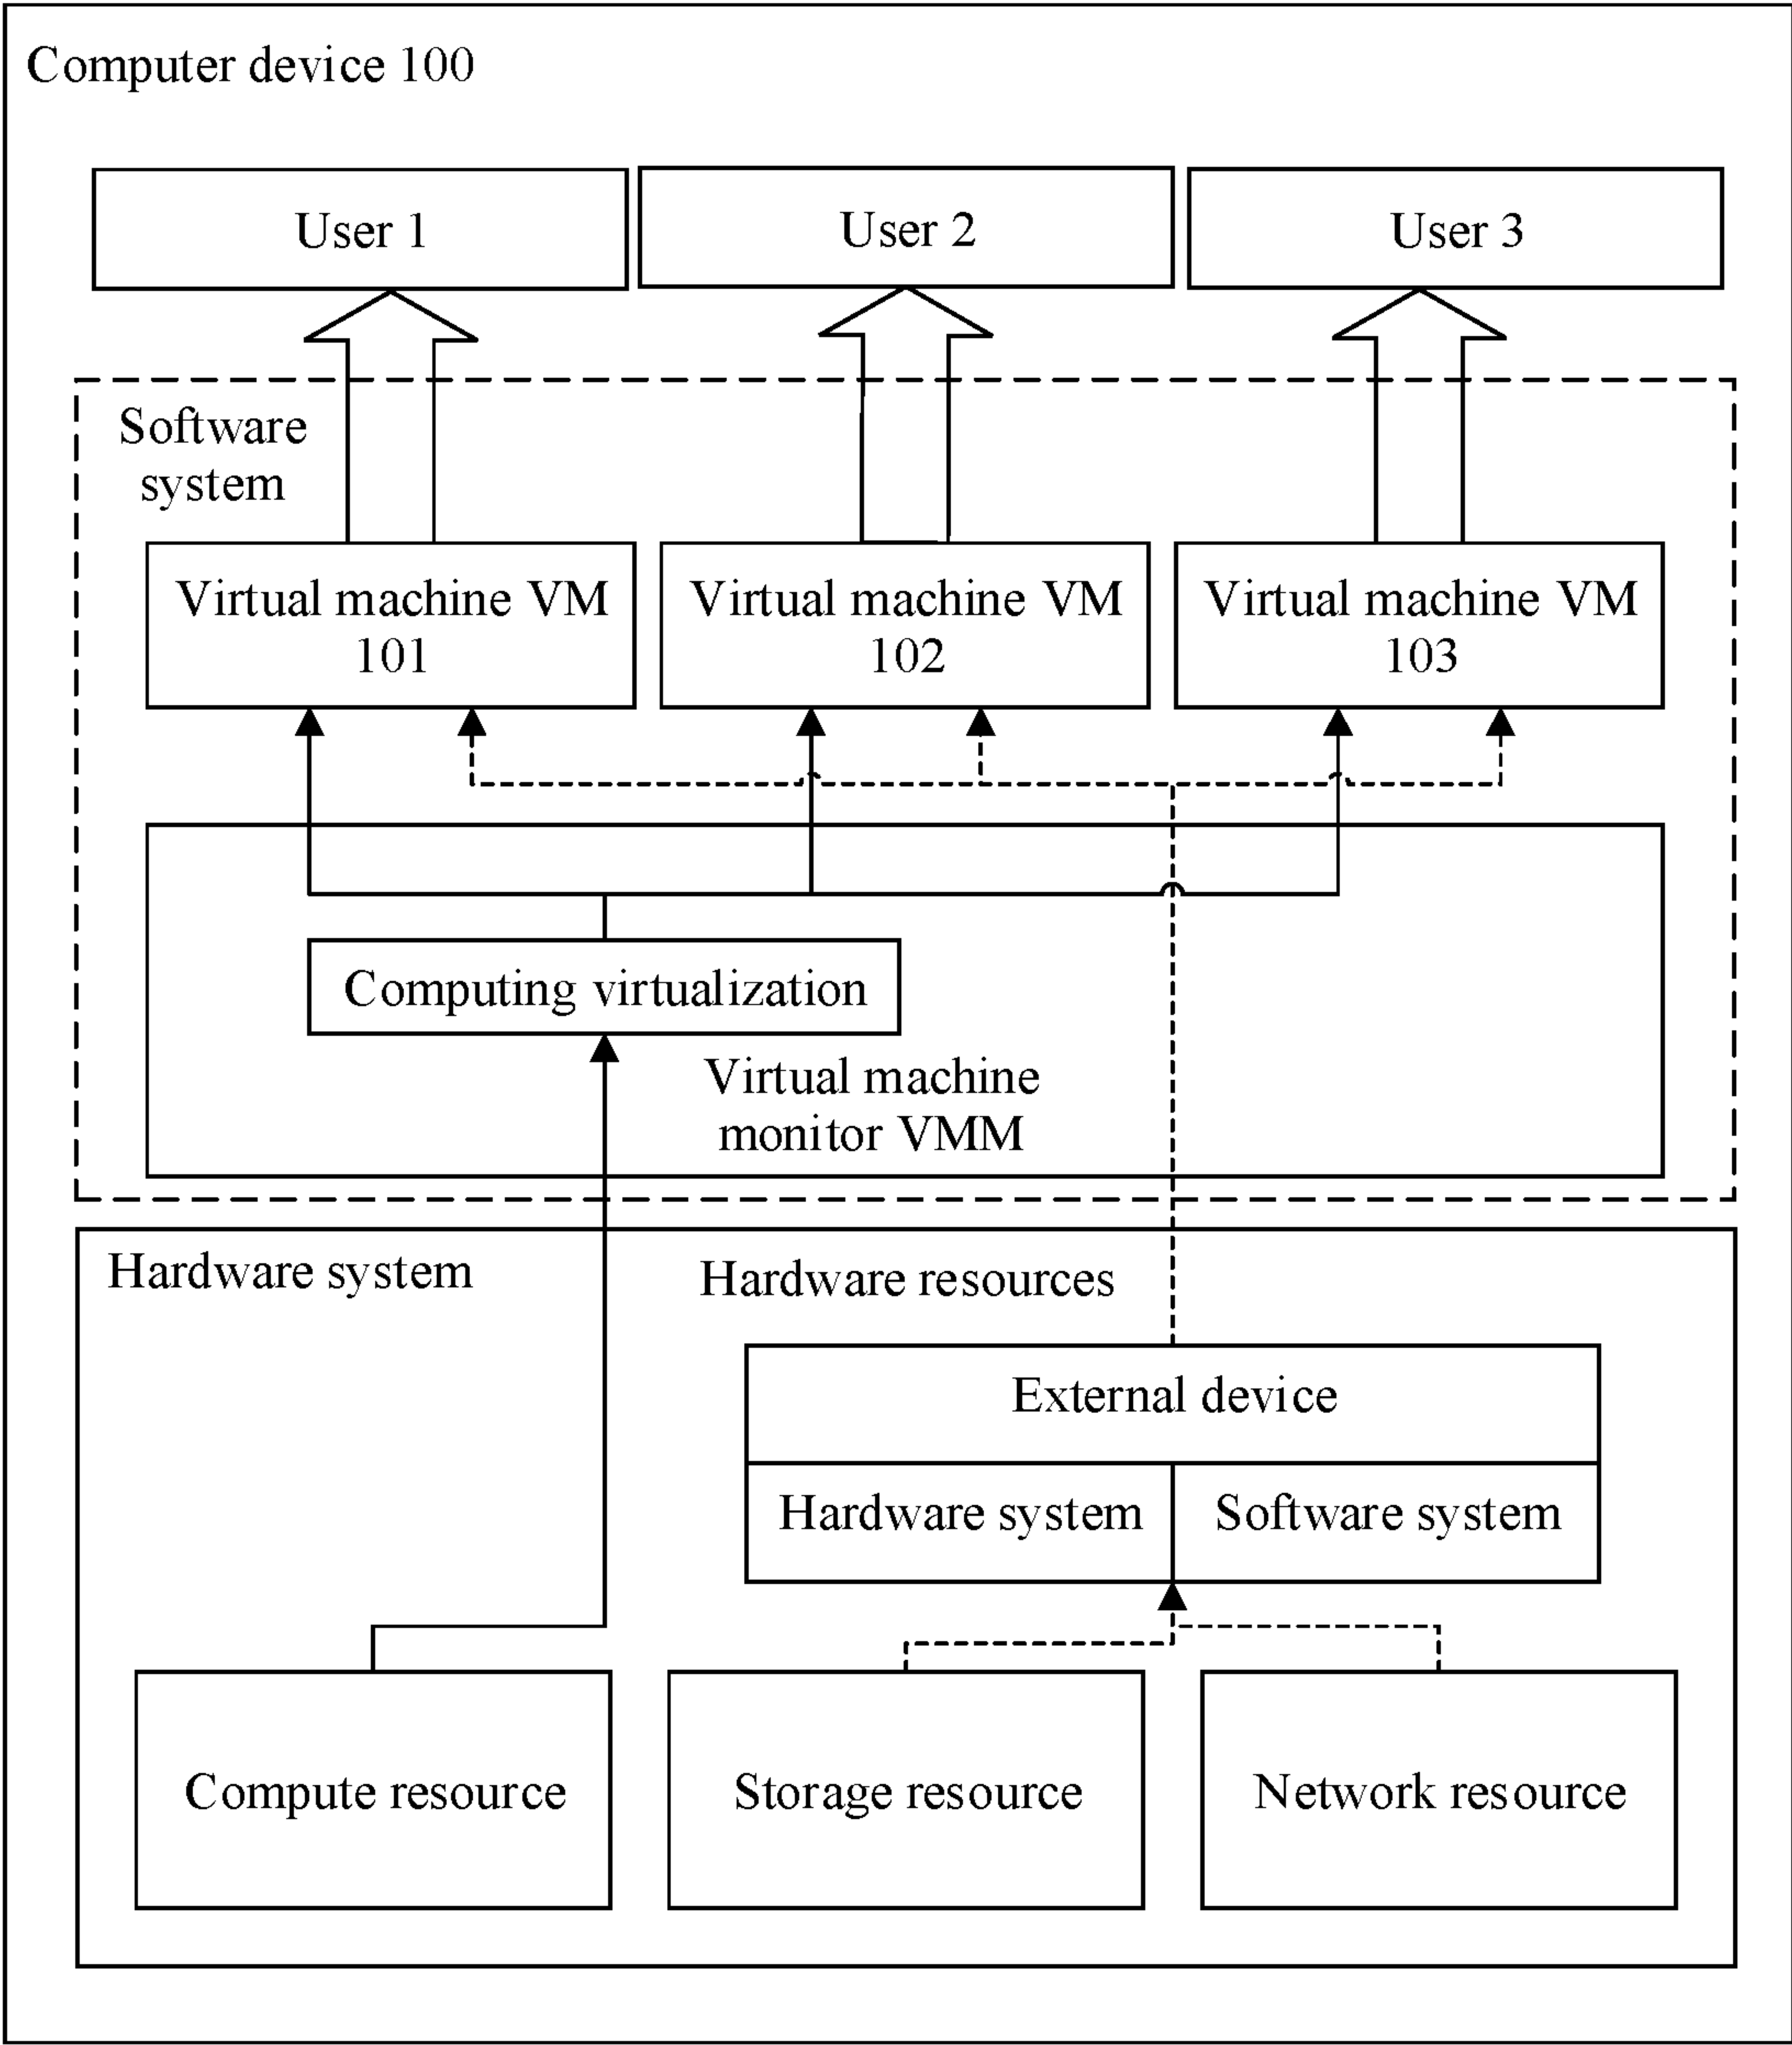 Computer device 100
User 1
User 2
User 3
Software
system
Virtual machine VM
101
Virtual machine VM
102
Virtual machine VM
103
Computing virtualization
Virtual machine
monitor VMM
Hardware system
Hardware resources
External device
Hardware system
Software system
Compute resource
Storage resource
Network resource